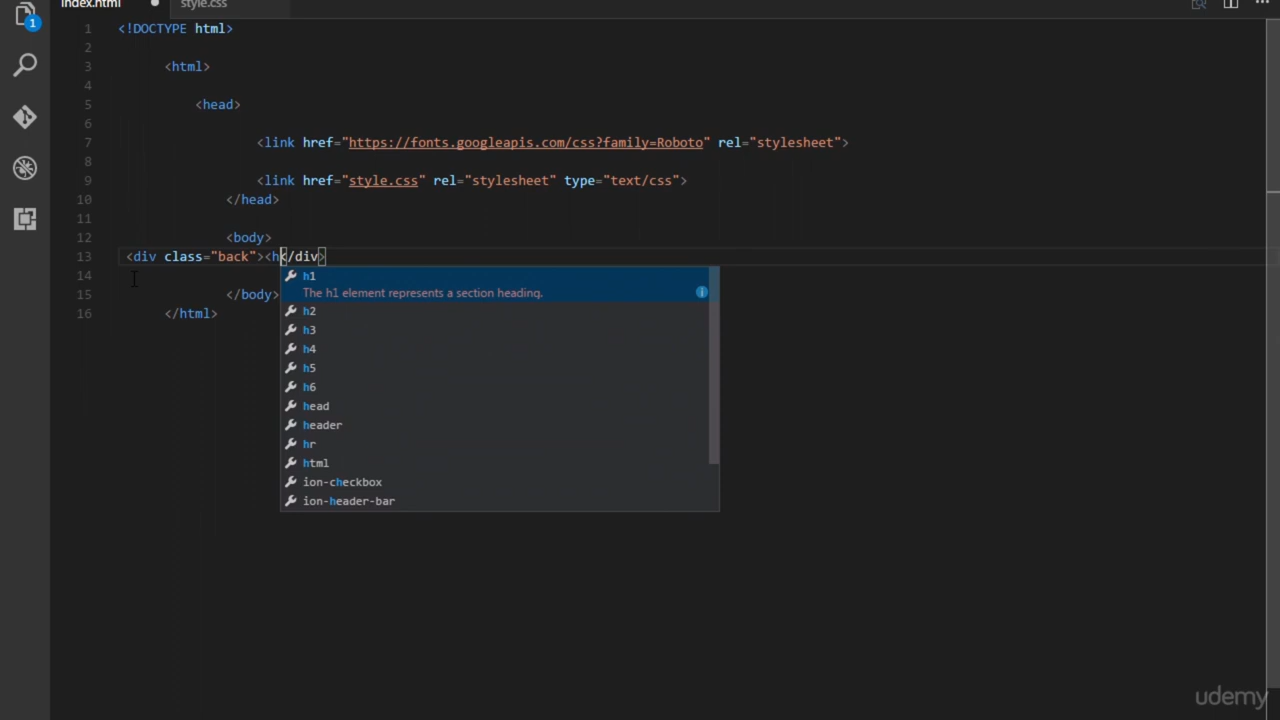 index.html style.css
1
1 <!DOCTYPE html>
2
3 <html>
4
5 <head>
6
7 <link href="https://fonts.googleapis.com/css?family=Roboto" rel="stylesheet">
8
9 <link href="style.css" rel="stylesheet" type="text/css">
10 </head>
11
12 <body>
13 <div class="back"><h</div>
14
h1
The h1 element represents a section heading.
15 </body>
h2
16 </html>
h3
h4
h5
h6
head
header
hr
html
ion-checkbox
ion-header-bar
udemy